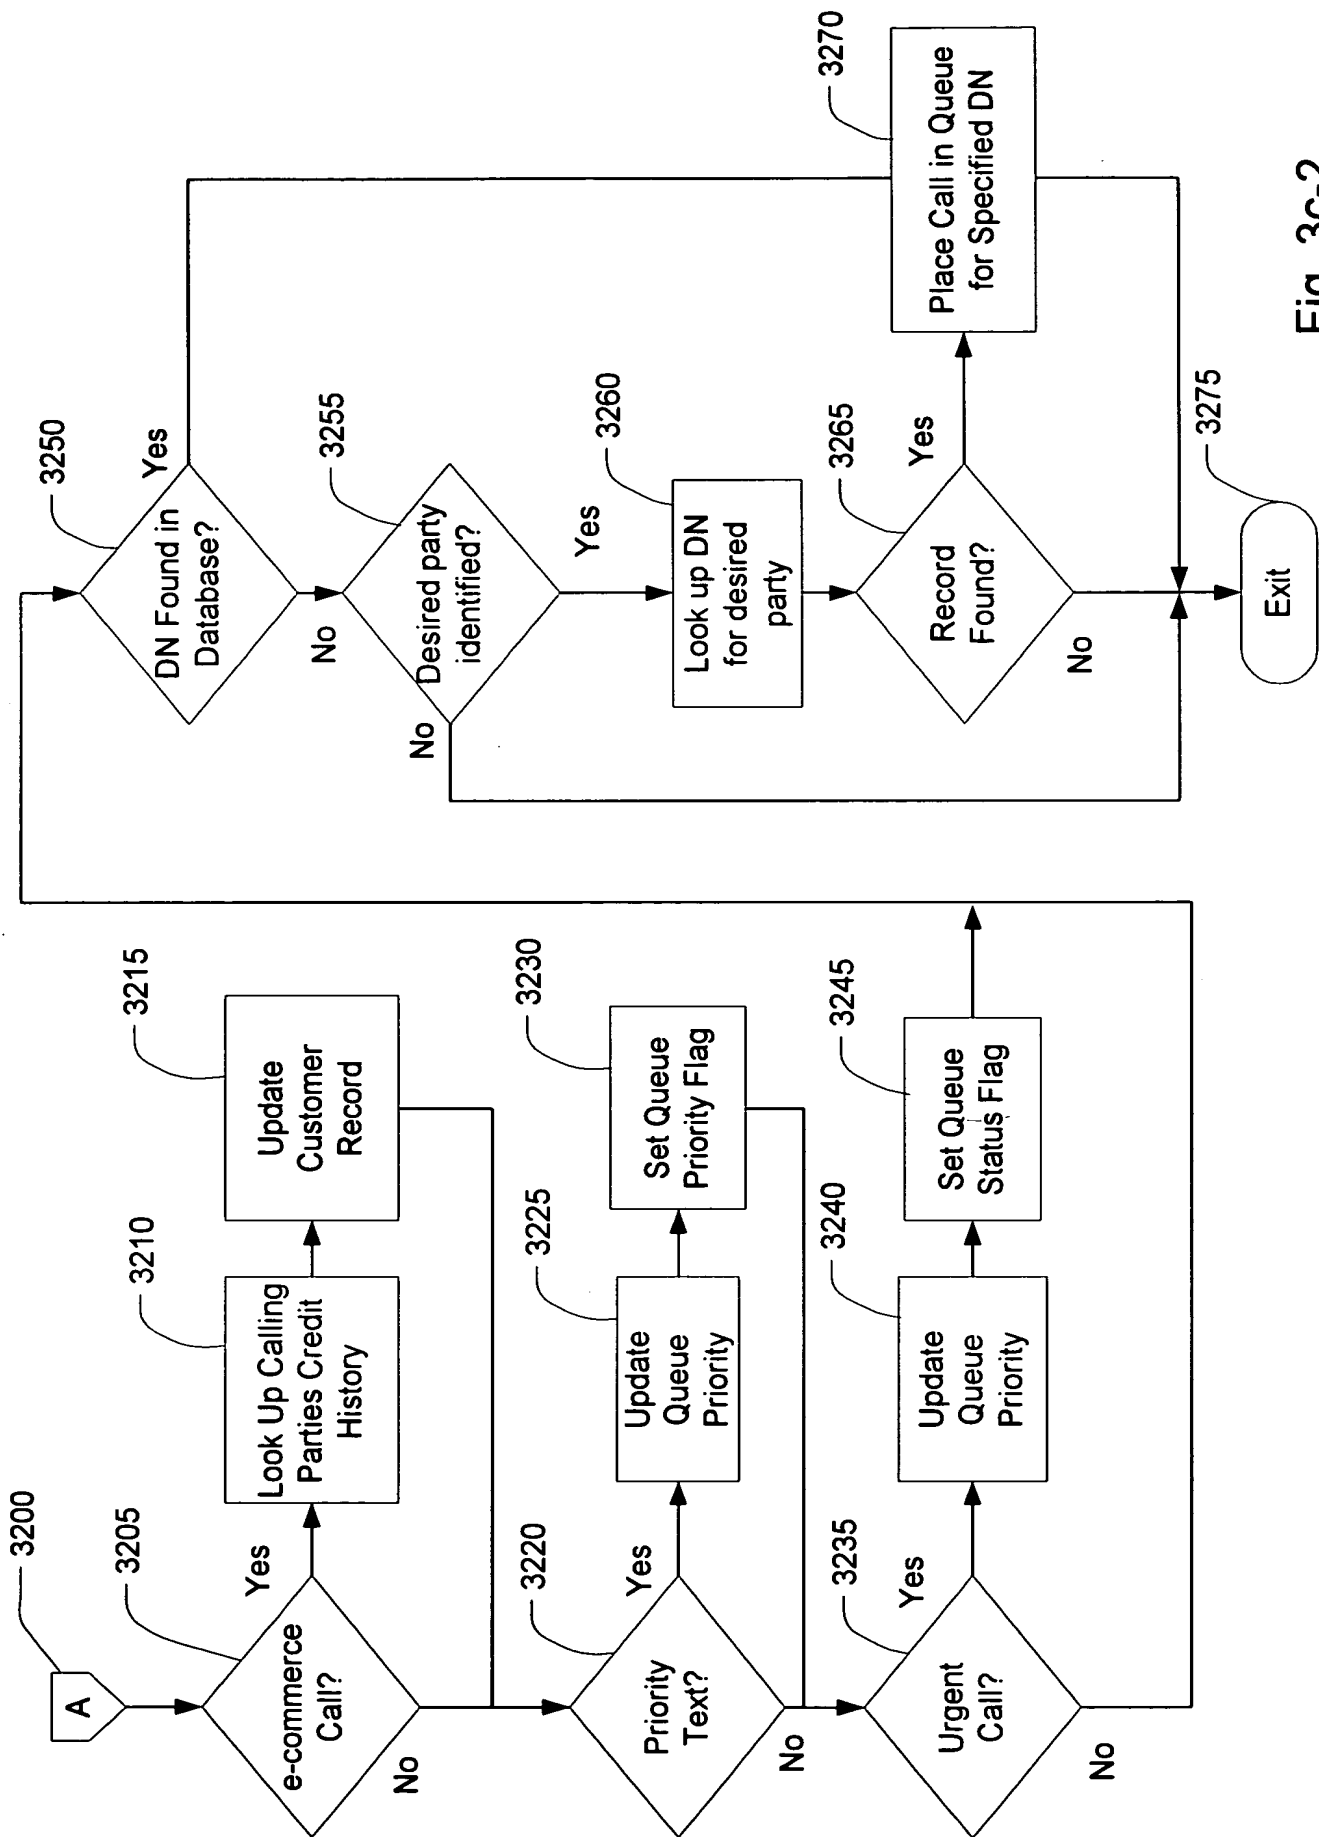 3200
A
3205
e-commerce
Call?
Yes
No
3210
Look Up Calling
Parties Credit
History
3215
Update
Customer
Record
3220
Priority
Text?
Yes
No
3225
Update
Queue
Priority
3230
Set Queue
Priority Flag
3235
Urgent
Call?
Yes
No
3240
Update
Queue
Priority
3245
Set Queue
Status Flag
3250
DN Found in
Database?
Yes
No
3255
Desired party
identified?
No
Yes
3260
Look up DN
for desired
party
3265
Record
Found?
Yes
No
3270
Place Call in Queue
for Specified DN
3275
Exit
Fig. 3c-2